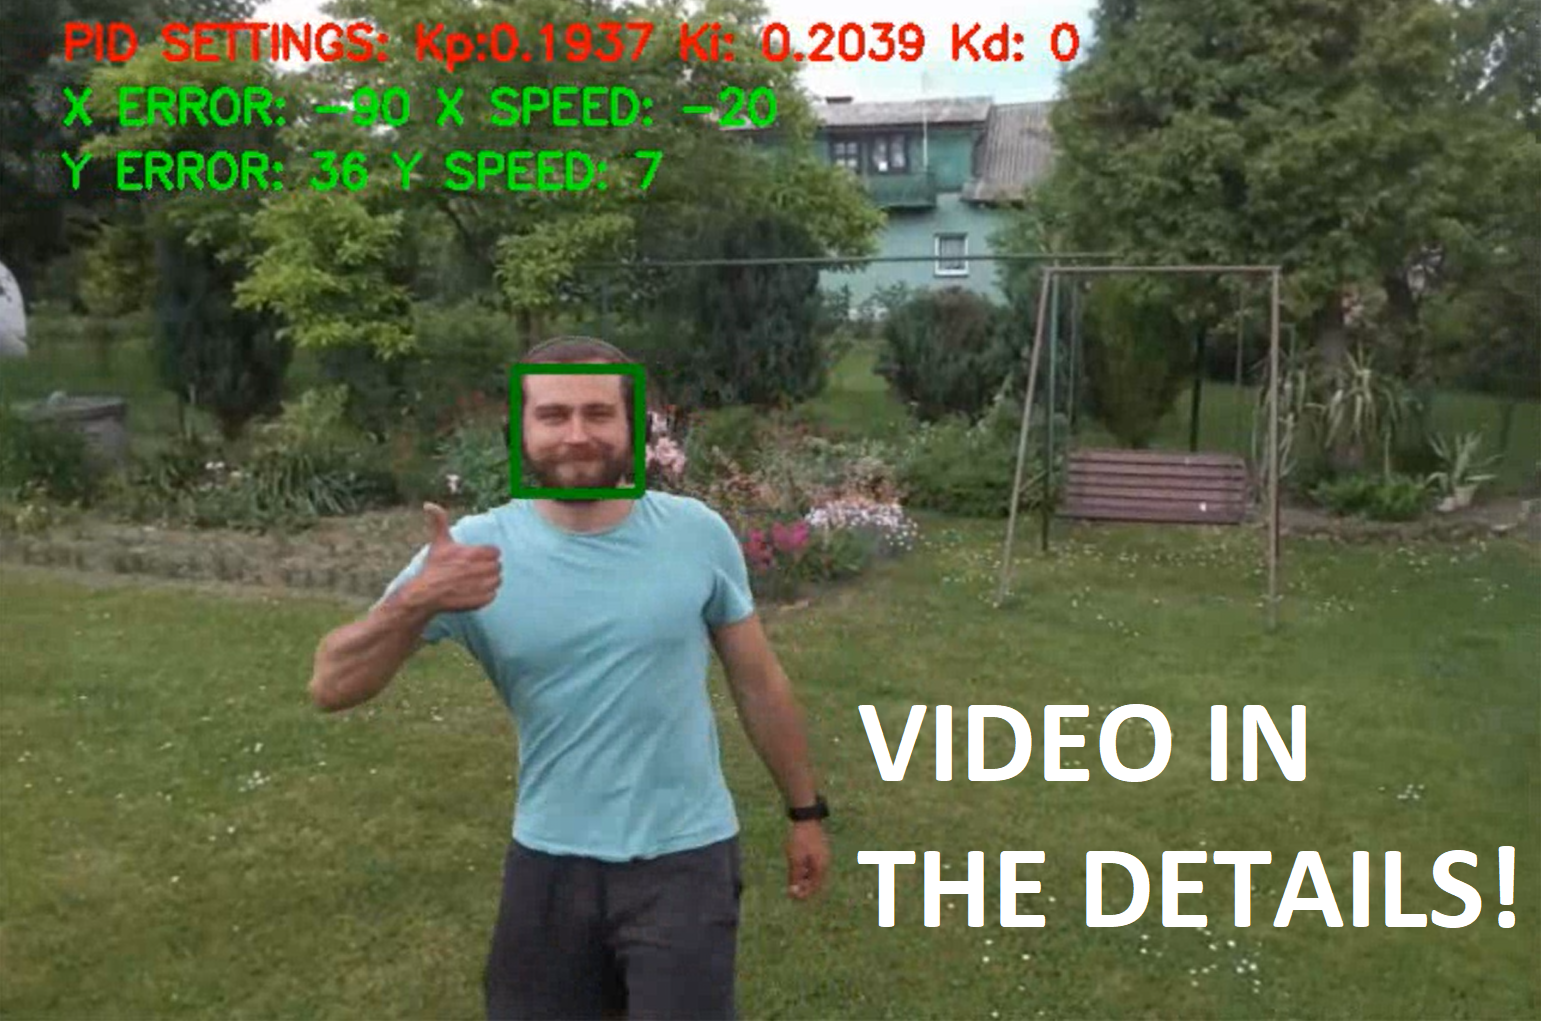 PID SETTINGS: Kp:0.1937 Ki: 0.2039 Kd: 0
X ERROR: -90 X SPEED: -20
Y ERROR: 36 Y SPEED: 7
VIDEO IN
THE DETAILS!